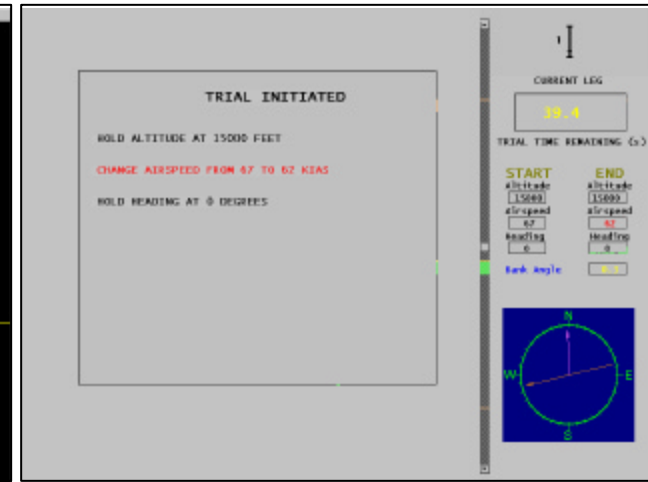 TRIAL INITIATED
HOLD ALTITUDE AT 15000 FEET
CHANGE AIRSPEED FROM 67 TO 62 KIAS
HOLD HEADING AT 0 DEGREES
CURRENT LEG
39.4
TRIAL TIME REMAINING (s)
START END
Altitude Altitude
15000 15000
Airspeed Airspeed
67 62
Heading Heading
0 0
Bank Angle
N
W E
S